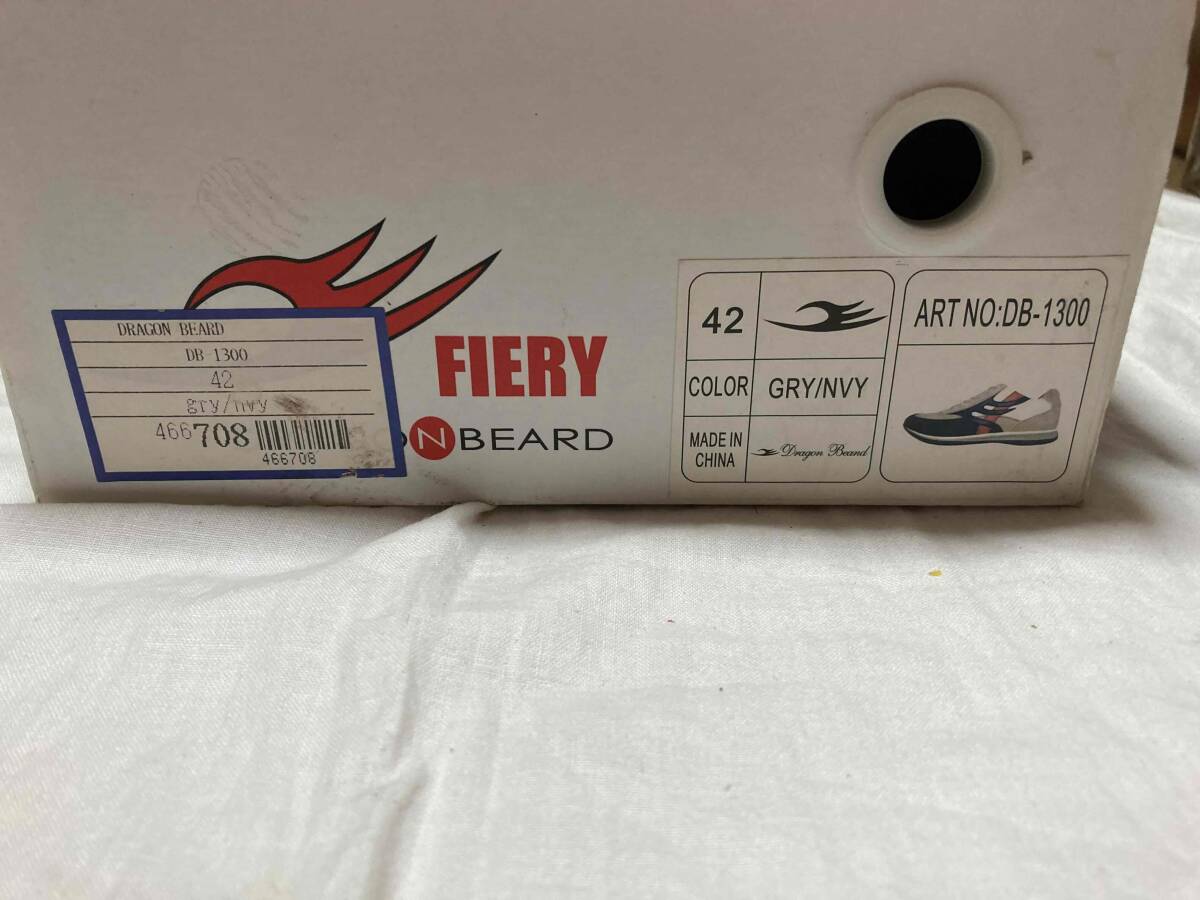 DRAGON BEARD
DB-1300
42
gry/nvy
466708
466708
FIERY
NBEARD
42
COLOR GRY/NVY
MADE IN
CHINA
Dragon Beard
ART NO:DB-1300